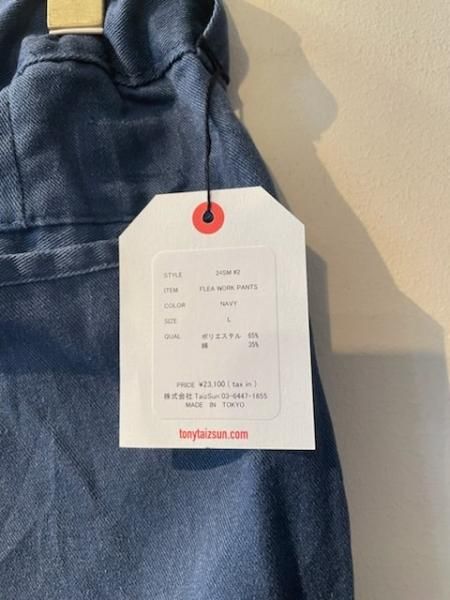 STYLE 24SM #2
ITEM FLEA WORK PANTS
COLOR NAVY
SIZE L
QUAL ポリエステル 65%
綿 35%
PRICE ¥23,100 ( tax in )
株式会社 TaizSun 03-6447-1855
MADE IN TOKYO
tonytaizsun.com